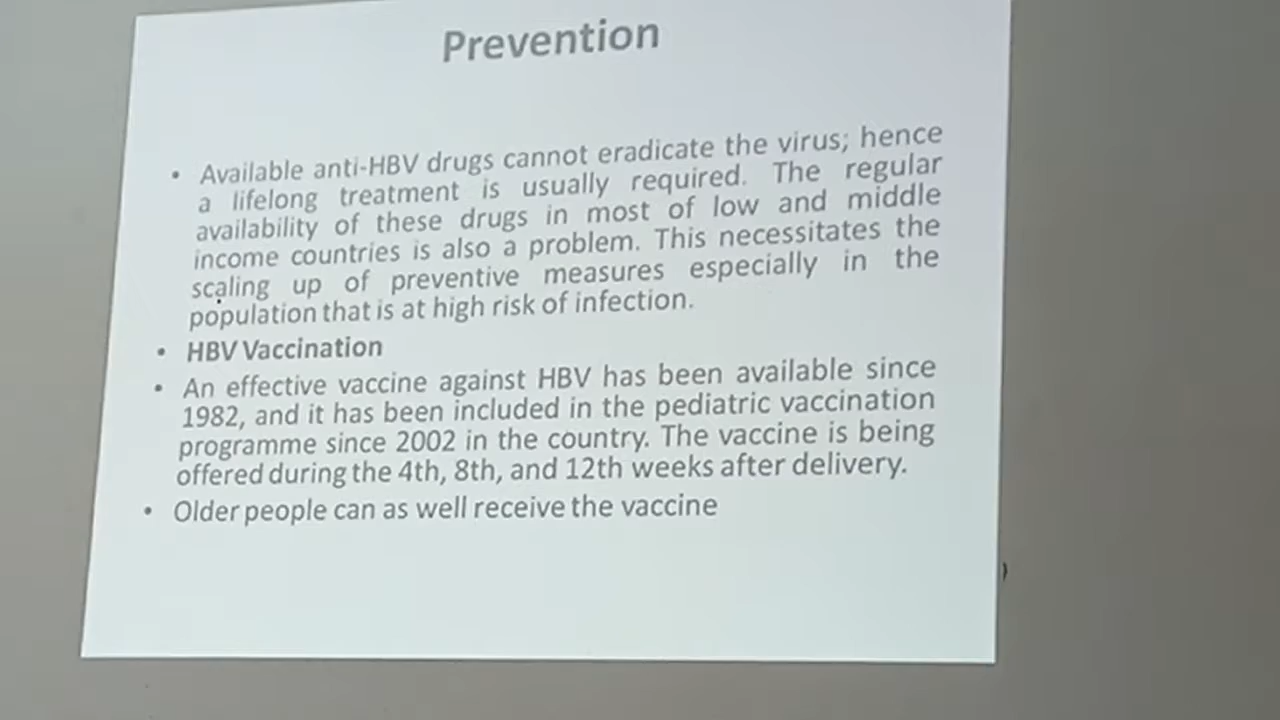 Prevention
• Available anti-HBV drugs cannot eradicate the virus; hence
a lifelong treatment is usually required. The regular
availability of these drugs in most of low and middle
income countries is also a problem. This necessitates the
scaling up of preventive measures especially in the
population that is at high risk of infection.
• HBV Vaccination
• An effective vaccine against HBV has been available since
1982, and it has been included in the pediatric vaccination
programme since 2002 in the country. The vaccine is being
offered during the 4th, 8th, and 12th weeks after delivery.
• Older people can as well receive the vaccine